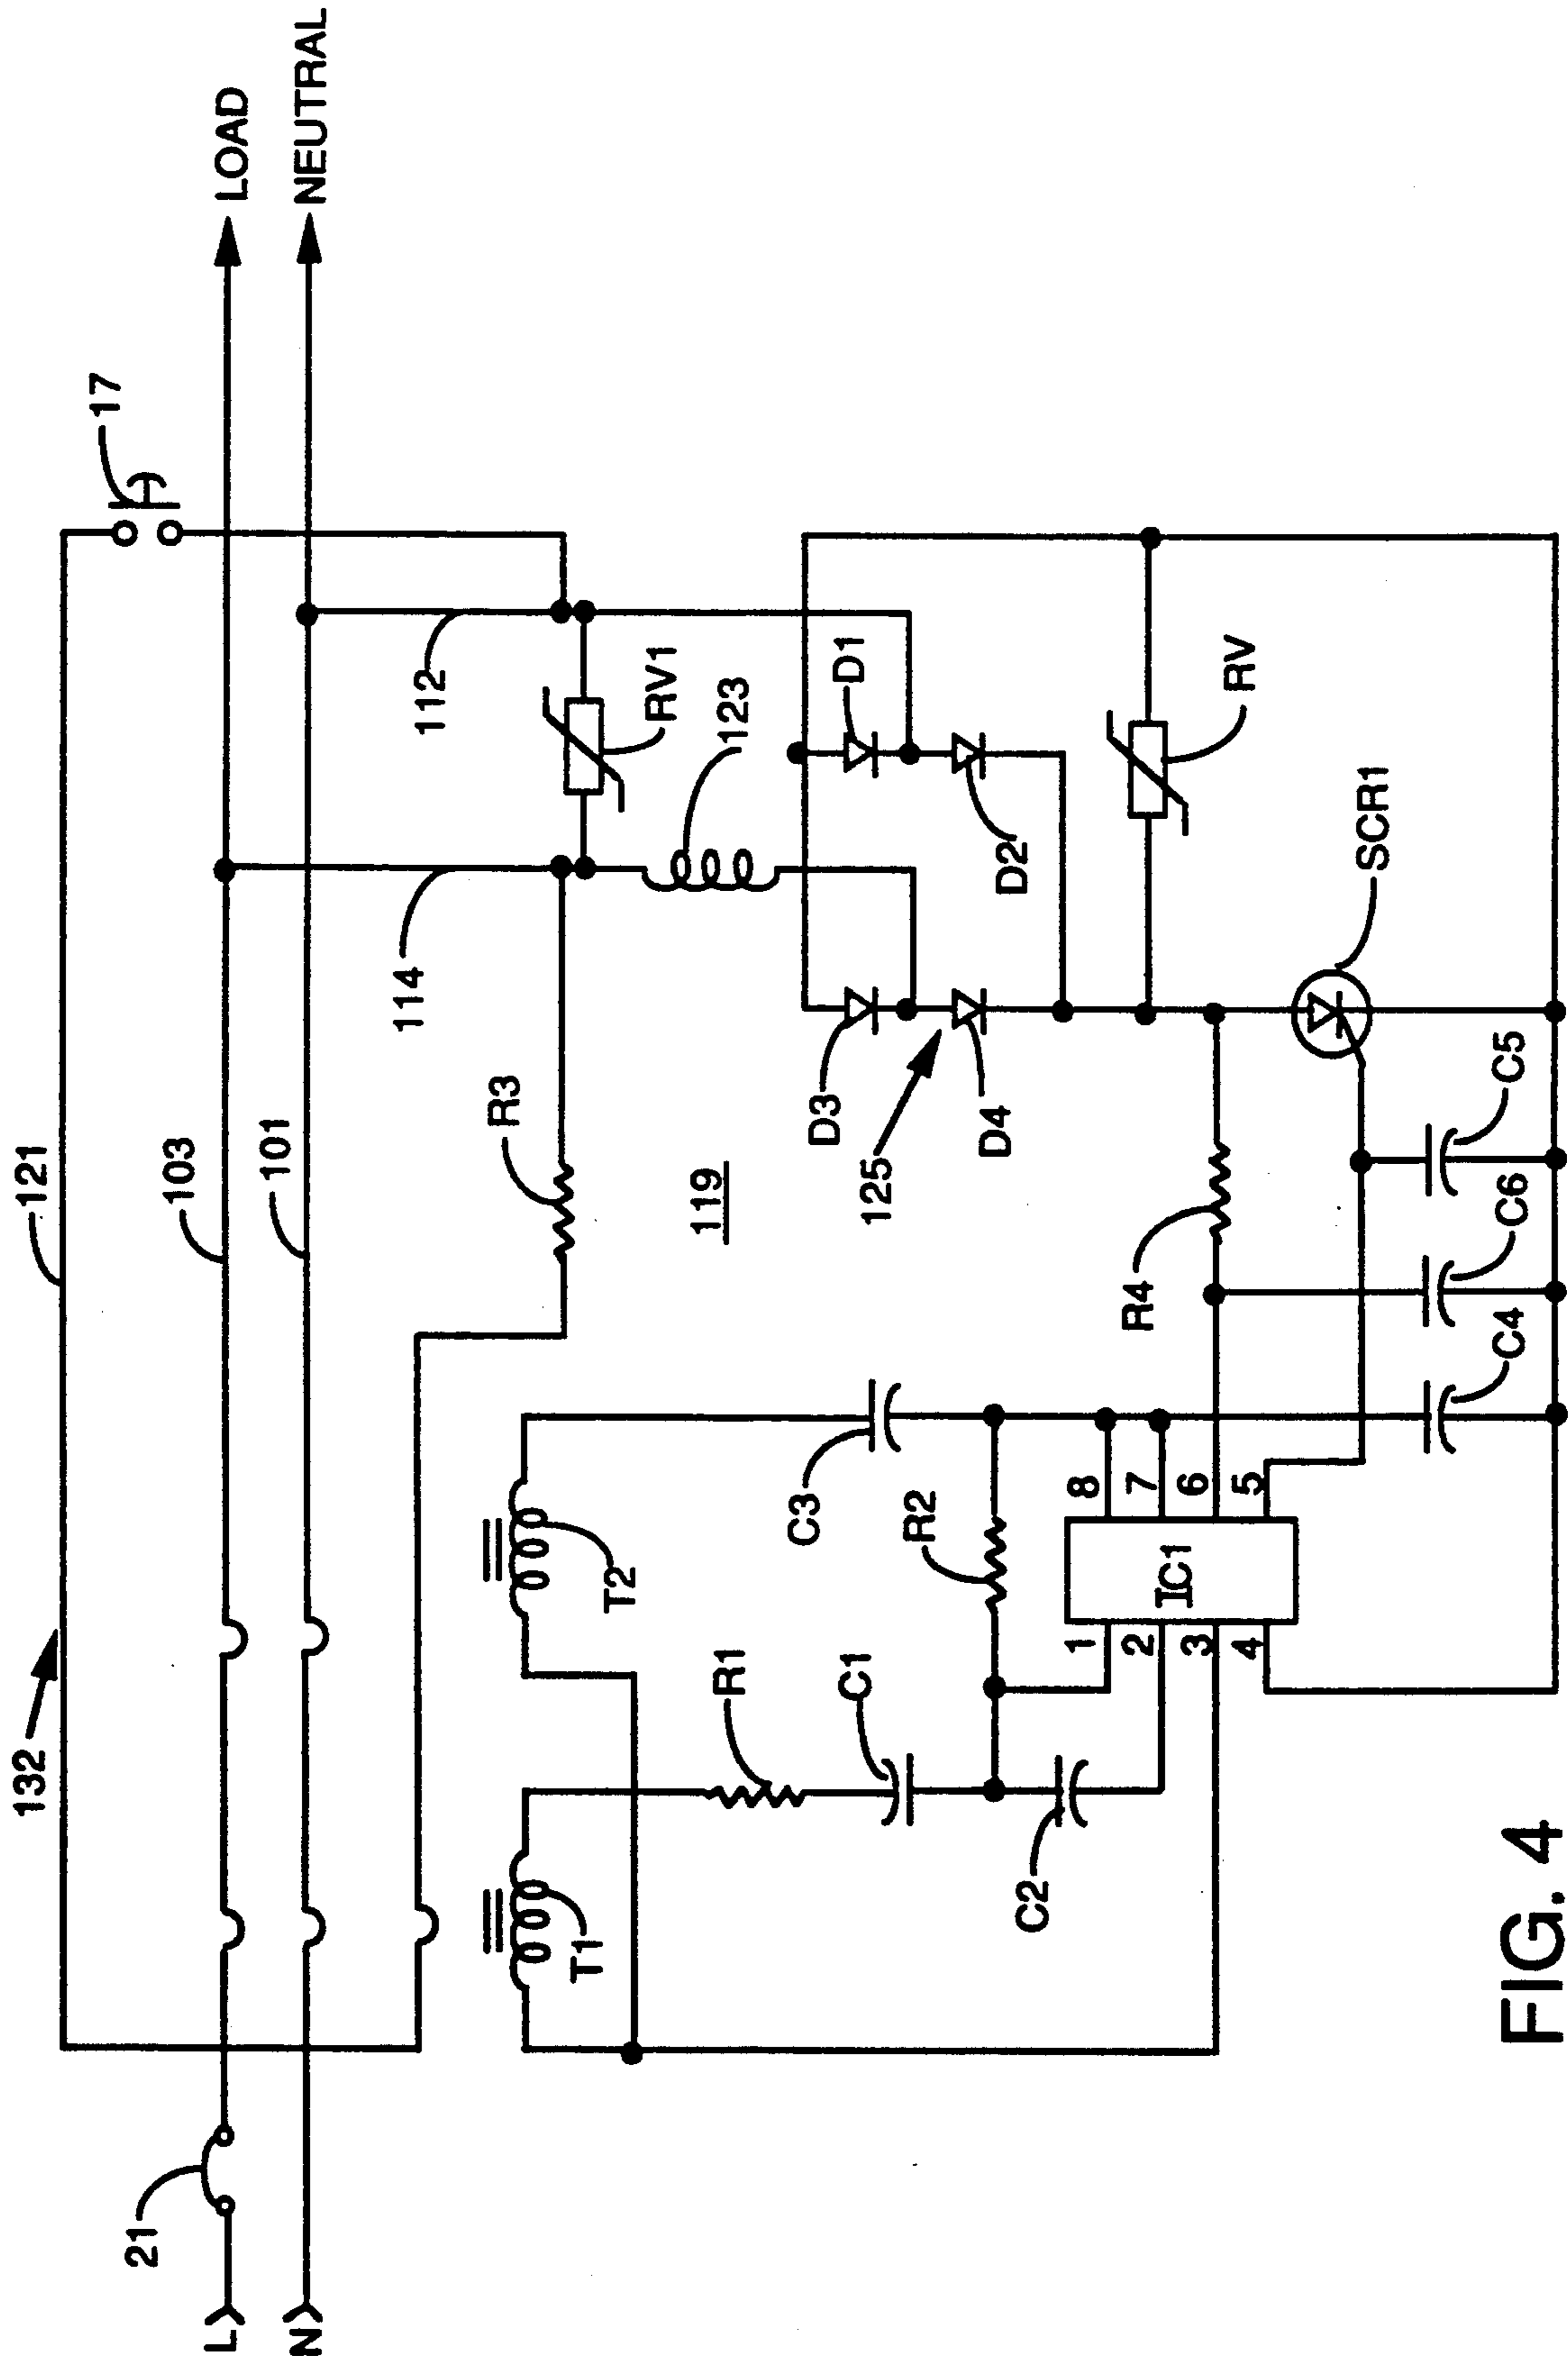 132
121
17
21
103
LOAD
L
101
NEUTRAL
N
114
112
R3
RV1
T1
T2
123
119
R1
D3
D1
C1
C3
125
D4
D2
R2
C2
1
8
2
7
IC1
3
6
4
5
R4
RV
SCR1
C4
C6
C5
FIG. 4